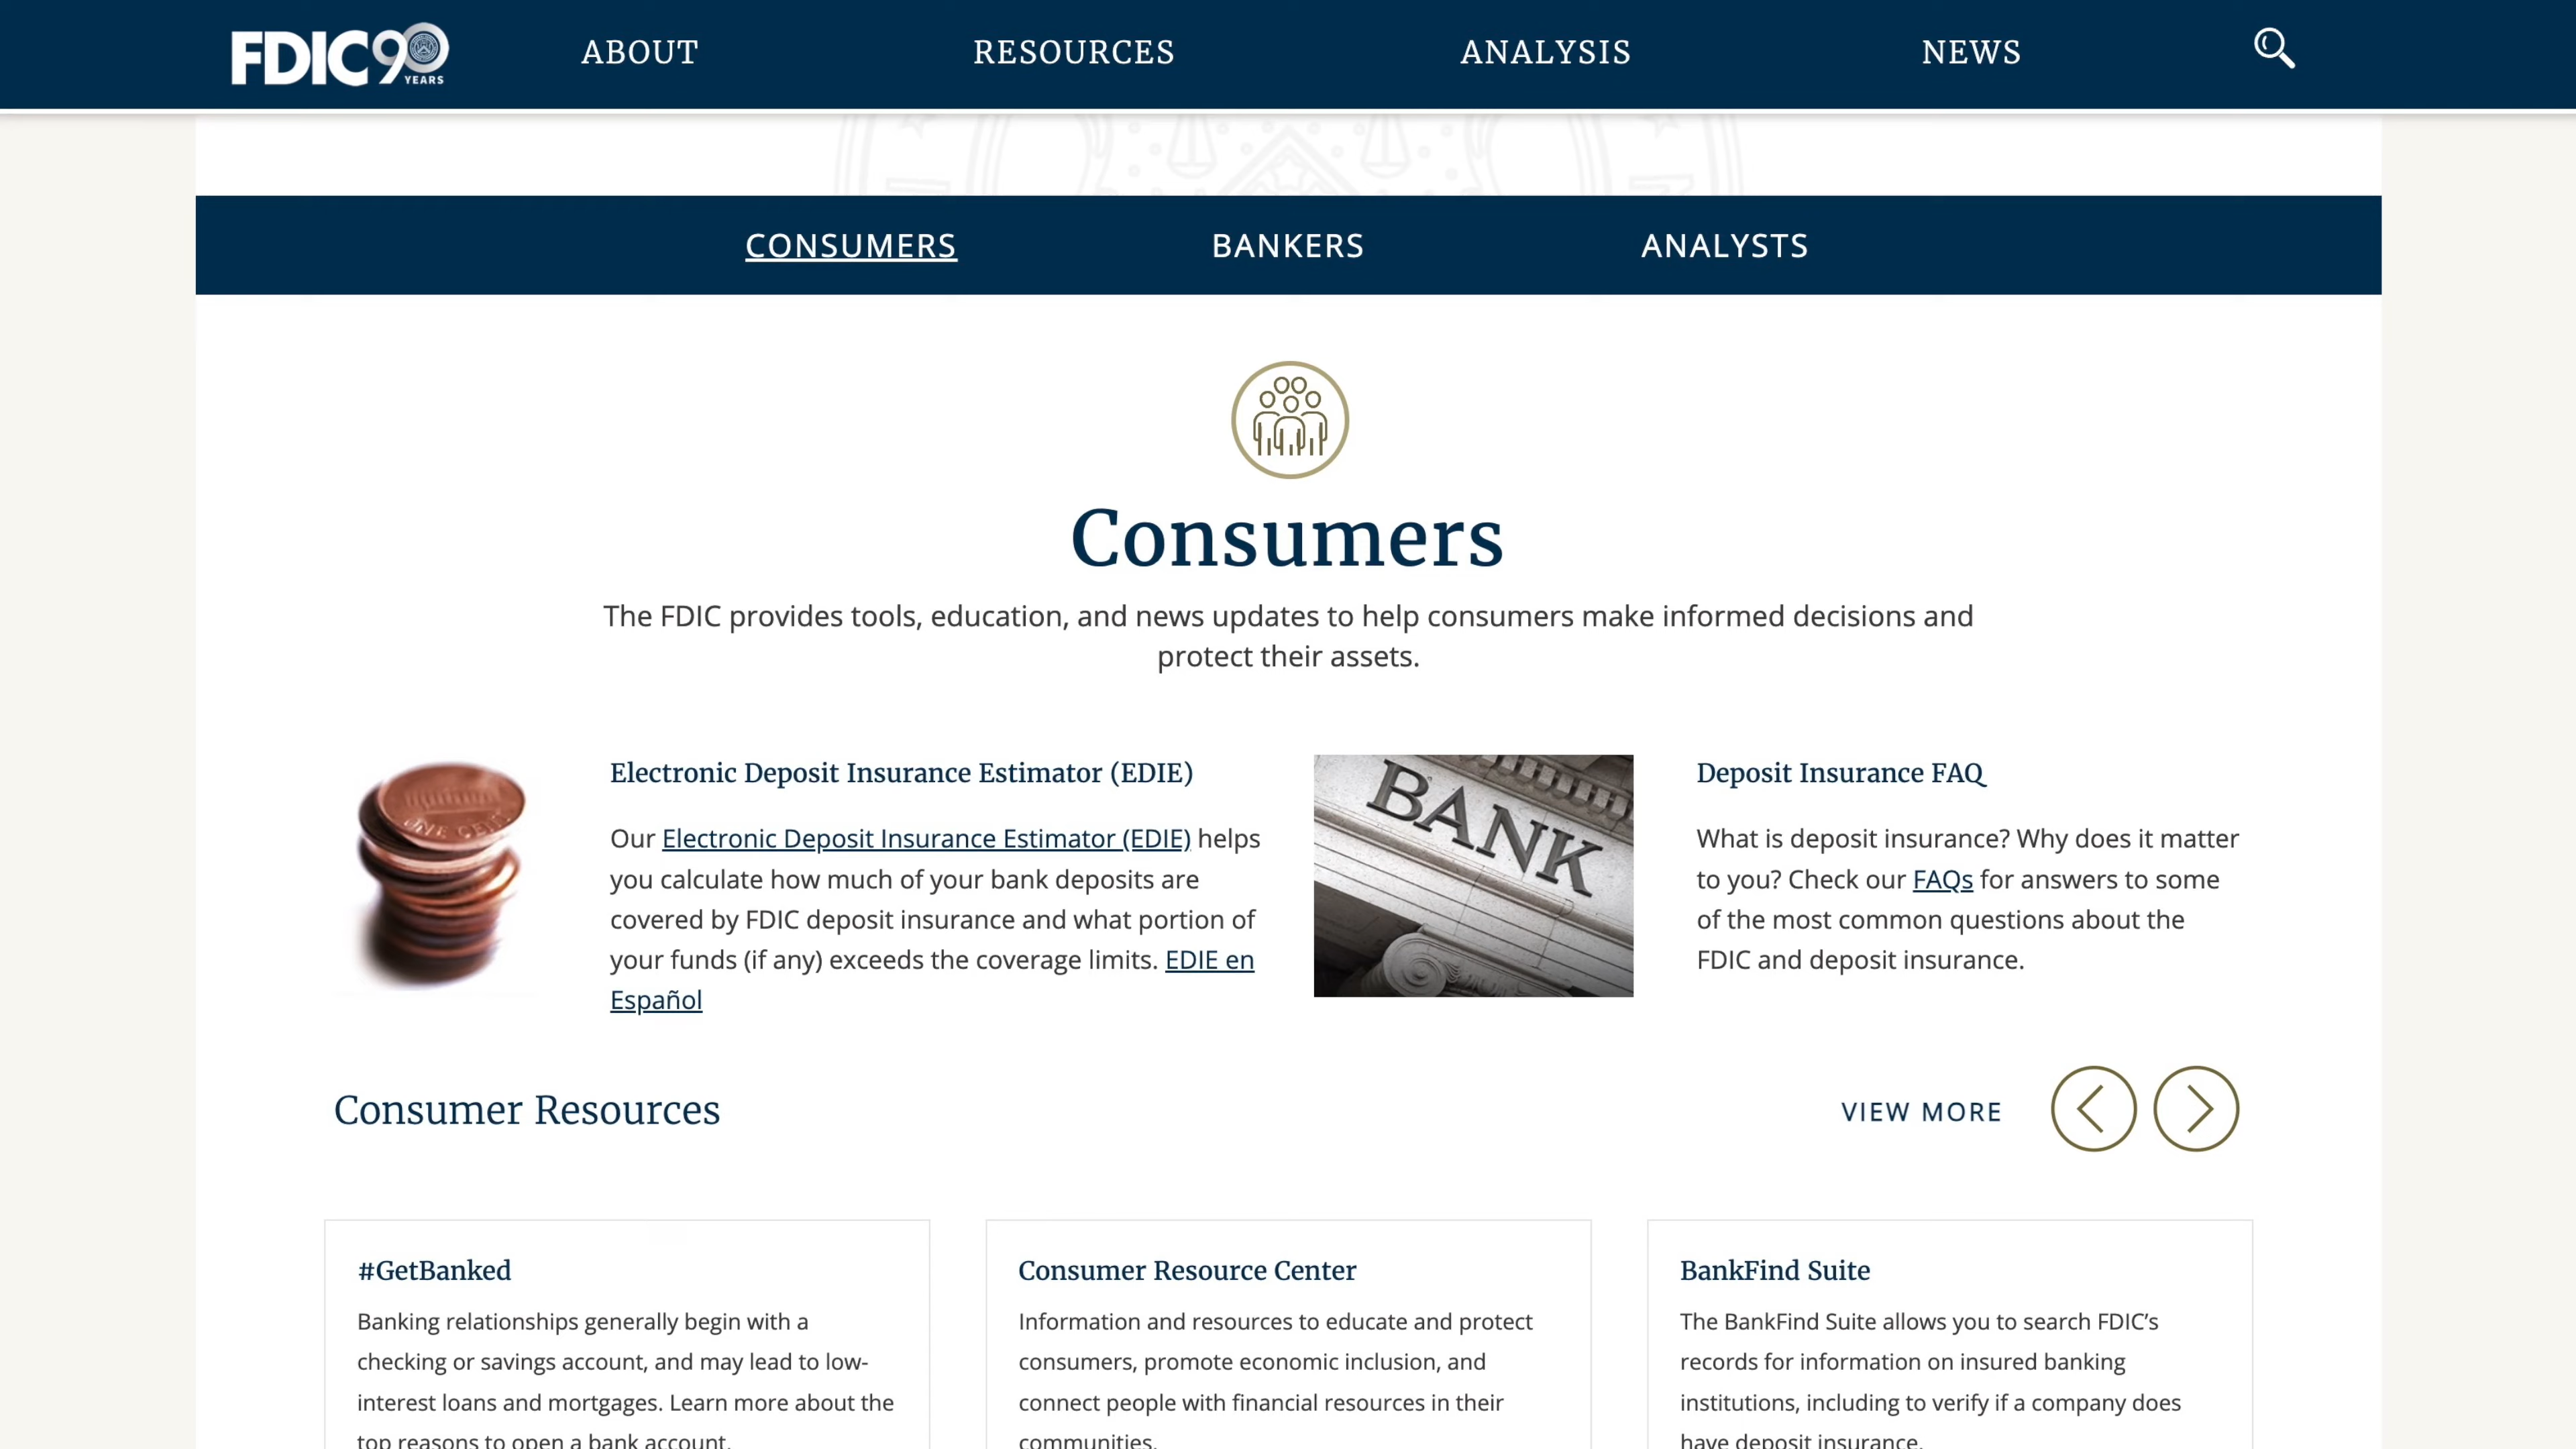 FDIC 90 YEARS
ABOUT
RESOURCES
ANALYSIS
NEWS
CONSUMERS
BANKERS
ANALYSTS
Consumers
The FDIC provides tools, education, and news updates to help consumers make informed decisions and
protect their assets.
ONE CENT
Electronic Deposit Insurance Estimator (EDIE)
Our Electronic Deposit Insurance Estimator (EDIE) helps
you calculate how much of your bank deposits are
covered by FDIC deposit insurance and what portion of
your funds (if any) exceeds the coverage limits. EDIE en
Español
BANK
Deposit Insurance FAQ
What is deposit insurance? Why does it matter
to you? Check our FAQs for answers to some
of the most common questions about the
FDIC and deposit insurance.
Consumer Resources
VIEW MORE
#GetBanked
Banking relationships generally begin with a
checking or savings account, and may lead to low-
interest loans and mortgages. Learn more about the
top reasons to open a bank account.
Consumer Resource Center
Information and resources to educate and protect
consumers, promote economic inclusion, and
connect people with financial resources in their
communities.
BankFind Suite
The BankFind Suite allows you to search FDIC’s
records for information on insured banking
institutions, including to verify if a company does
have deposit insurance.